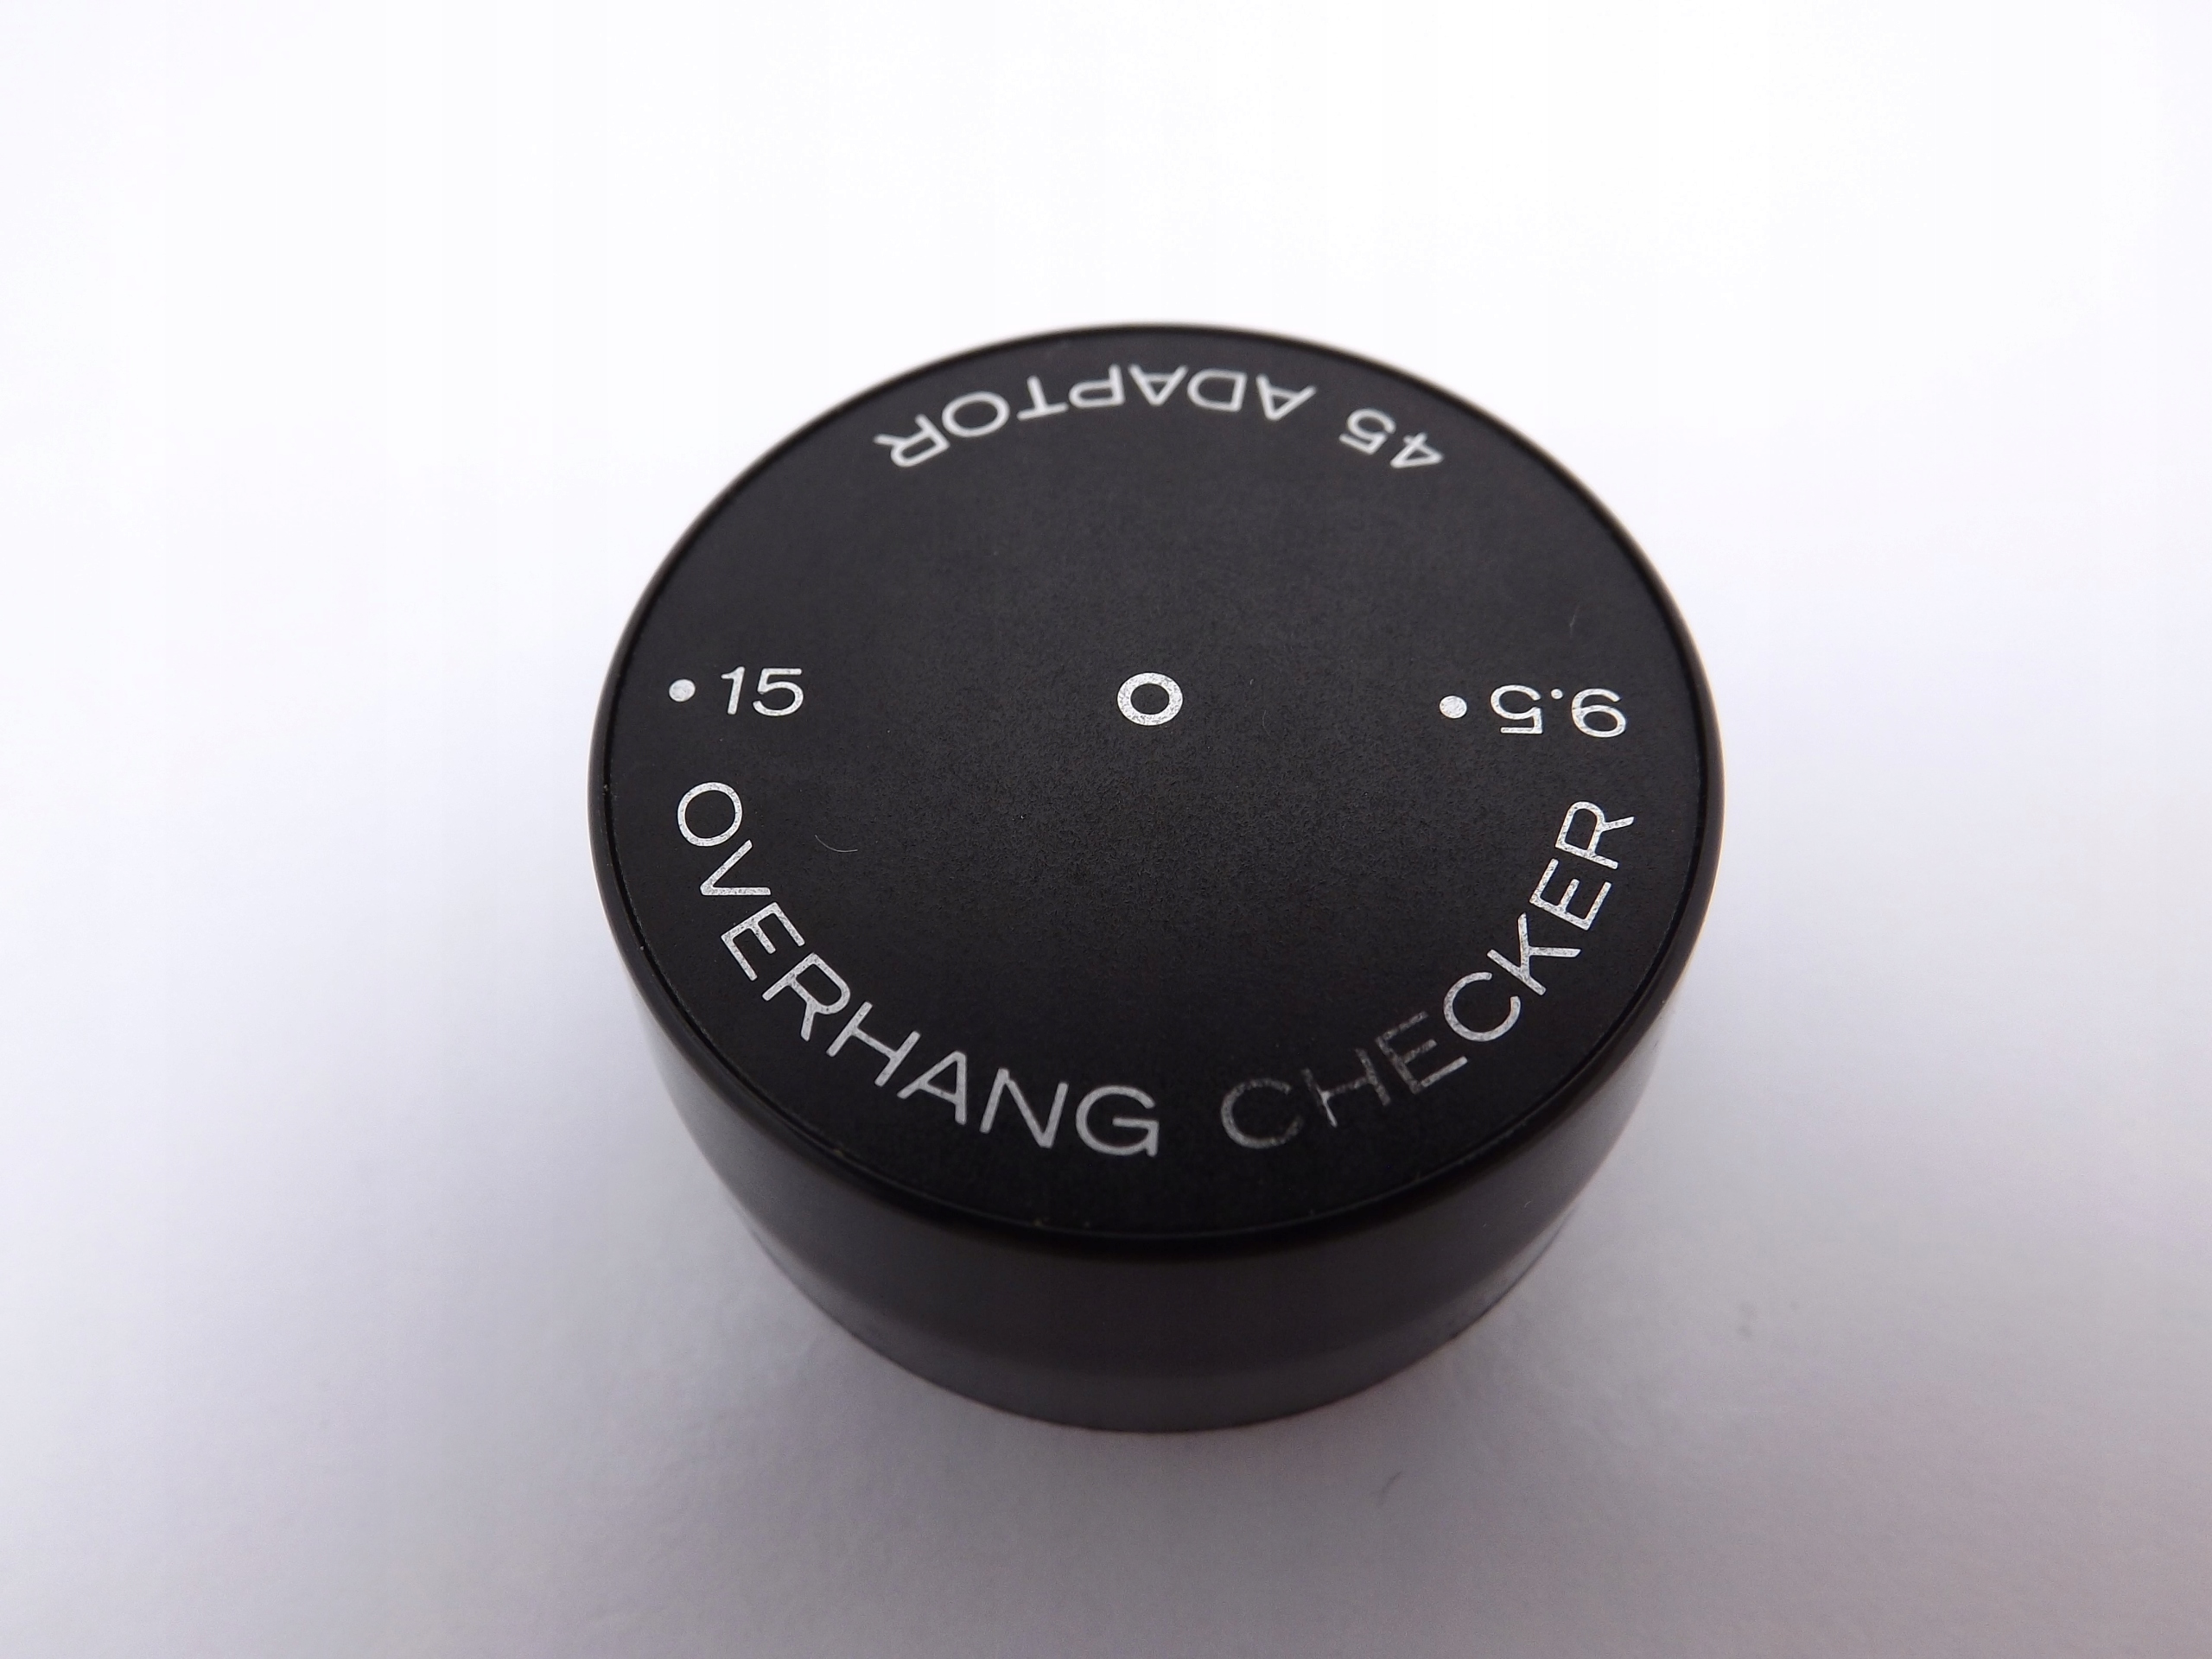 45 ADAPTOR
15
9.5
OVERHANG CHECKER